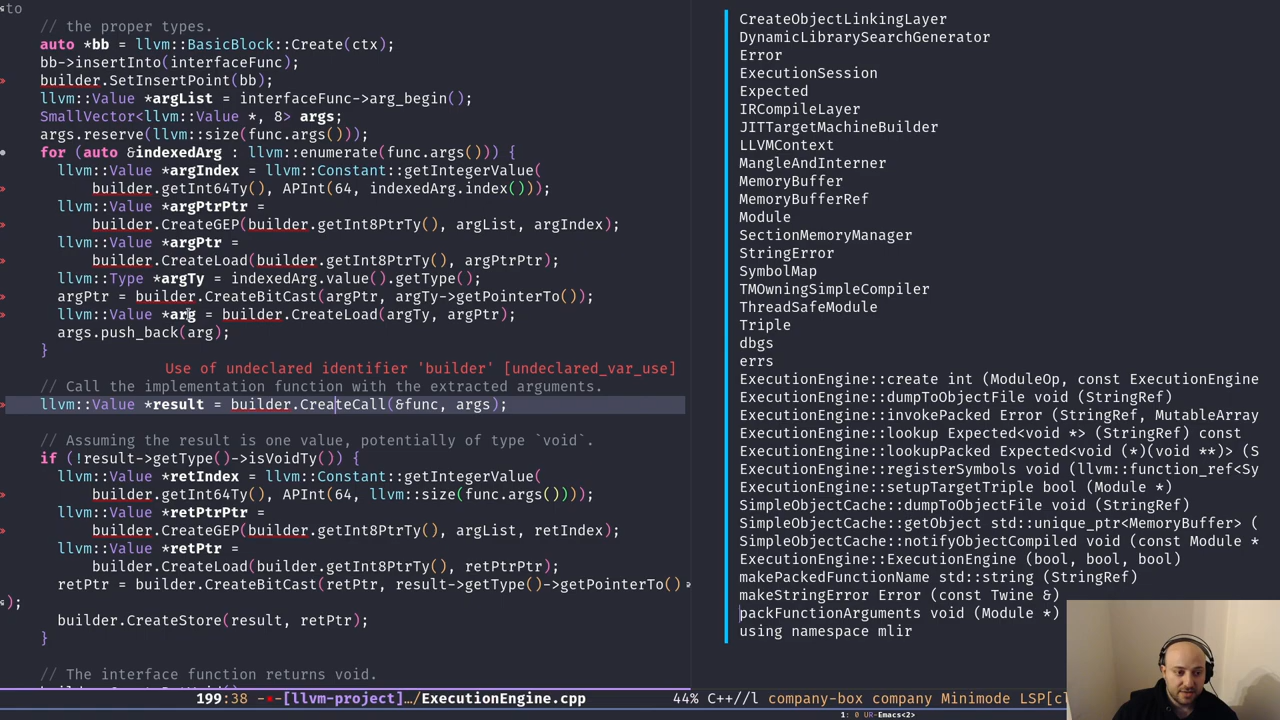 to
// the proper types.
auto *bb = llvm::BasicBlock::Create(ctx);
bb->insertInto(interfaceFunc);
builder.SetInsertPoint(bb);
llvm::Value *argList = interfaceFunc->arg_begin();
SmallVector<llvm::Value *, 8> args;
args.reserve(llvm::size(func.args()));
for (auto &indexedArg : llvm::enumerate(func.args())) {
llvm::Value *argIndex = llvm::Constant::getIntegerValue(
builder.getInt64Ty(), APInt(64, indexedArg.index()));
llvm::Value *argPtrPtr =
builder.CreateGEP(builder.getInt8PtrTy(), argList, argIndex);
llvm::Value *argPtr =
builder.CreateLoad(builder.getInt8PtrTy(), argPtrPtr);
llvm::Type *argTy = indexedArg.value().getType();
argPtr = builder.CreateBitCast(argPtr, argTy->getPointerTo());
llvm::Value *arg = builder.CreateLoad(argTy, argPtr);
args.push_back(arg);
}
Use of undeclared identifier 'builder' [undeclared_var_use]
// Call the implementation function with the extracted arguments.
llvm::Value *result = builder.CreateCall(&func, args);
// Assuming the result is one value, potentially of type `void`.
if (!result->getType()->isVoidTy()) {
llvm::Value *retIndex = llvm::Constant::getIntegerValue(
builder.getInt64Ty(), APInt(64, llvm::size(func.args())));
llvm::Value *retPtrPtr =
builder.CreateGEP(builder.getInt8PtrTy(), argList, retIndex);
llvm::Value *retPtr =
builder.CreateLoad(builder.getInt8PtrTy(), retPtrPtr);
retPtr = builder.CreateBitCast(retPtr, result->getType()->getPointerTo()
);
builder.CreateStore(result, retPtr);
}
// The interface function returns void.
199:38 -*-[llvm-project]…/ExecutionEngine.cpp
CreateObjectLinkingLayer
DynamicLibrarySearchGenerator
Error
ExecutionSession
Expected
IRCompileLayer
JITTargetMachineBuilder
LLVMContext
MangleAndInterner
MemoryBuffer
MemoryBufferRef
Module
SectionMemoryManager
StringError
SymbolMap
TMOwningSimpleCompiler
ThreadSafeModule
Triple
dbgs
errs
ExecutionEngine::create int (ModuleOp, const ExecutionEngine
ExecutionEngine::dumpToObjectFile void (StringRef)
ExecutionEngine::invokePacked Error (StringRef, MutableArray
ExecutionEngine::lookup Expected<void *> (StringRef) const
ExecutionEngine::lookupPacked Expected<void (*)(void **)> (S
ExecutionEngine::registerSymbols void (llvm::function_ref<Sy
ExecutionEngine::setupTargetTriple bool (Module *)
SimpleObjectCache::dumpToObjectFile void (StringRef)
SimpleObjectCache::getObject std::unique_ptr<MemoryBuffer> (
SimpleObjectCache::notifyObjectCompiled void (const Module *
ExecutionEngine::ExecutionEngine (bool, bool, bool)
makePackedFunctionName std::string (StringRef)
makeStringError Error (const Twine &)
packFunctionArguments void (Module *)
using namespace mlir
44% C++//l company-box company Minimode LSP[cl
1: 0 UR-Emacs<2>